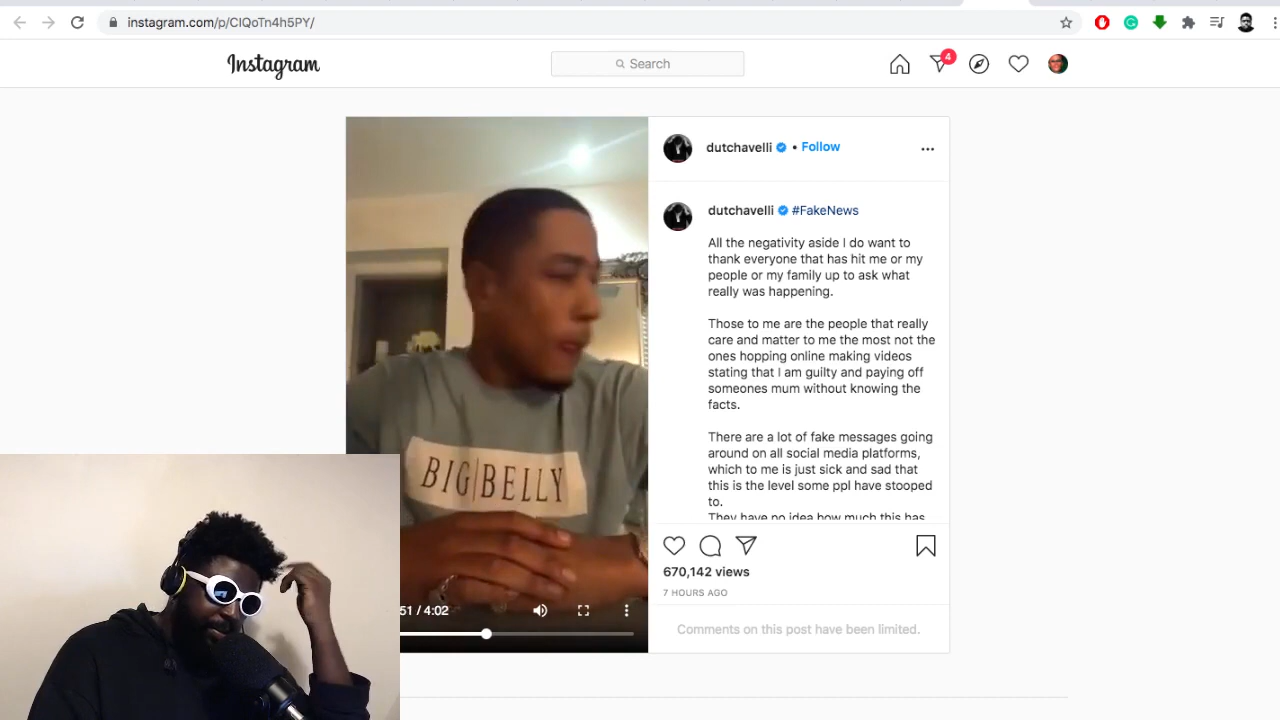 instagram.com/p/CIQoTn4h5PY/
Instagram
Search
4
dutchavelli • Follow
dutchavelli #FakeNews
All the negativity aside I do want to
thank everyone that has hit me or my
people or my family up to ask what
really was happening.
Those to me are the people that really
care and matter to me the most not the
ones hopping online making videos
stating that I am guilty and paying off
someones mum without knowing the
facts.
There are a lot of fake messages going
around on all social media platforms,
which to me is just sick and sad that
this is the level some ppl have stooped
to.
They have no idea how much this has
BIG|BELLY
51 / 4:02
670,142 views
7 HOURS AGO
Comments on this post have been limited.